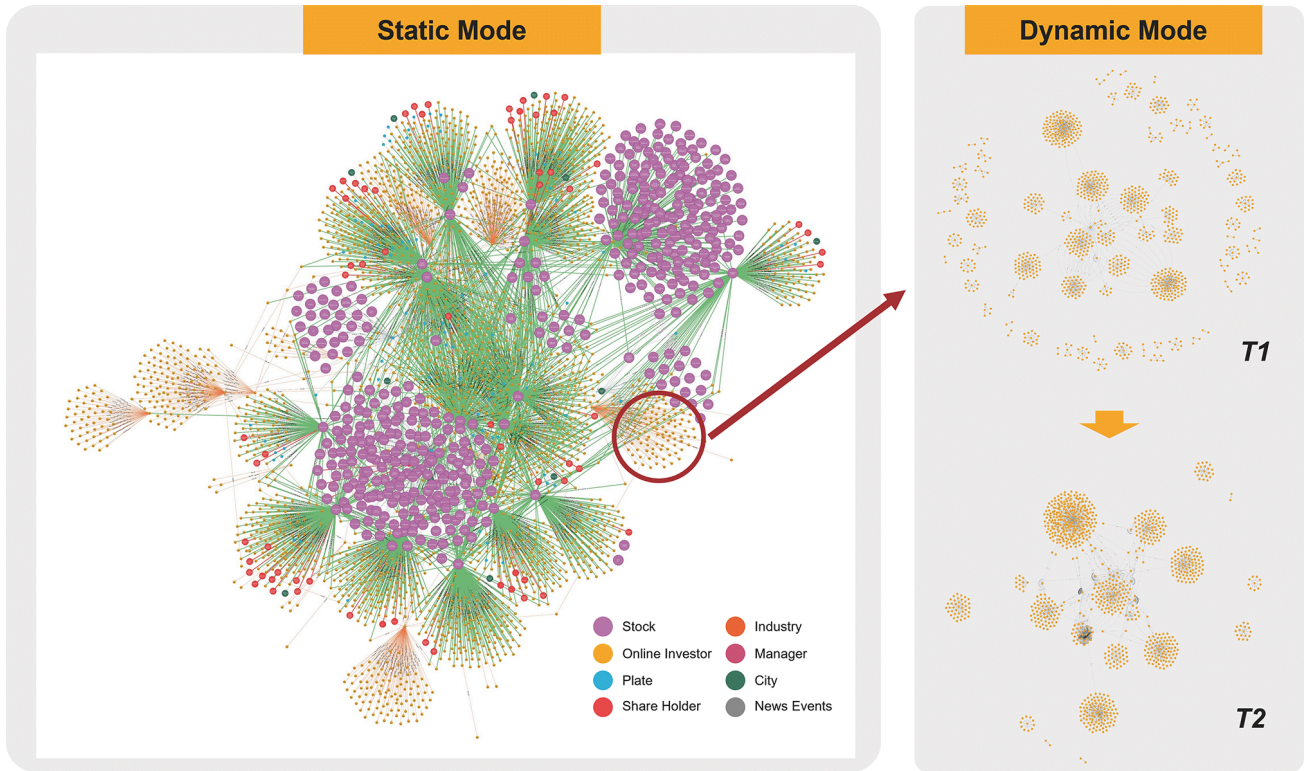 Static Mode
Dynamic Mode
T1
T2
Stock
Online Investor
Plate
Share Holder
Industry
Manager
City
News Events